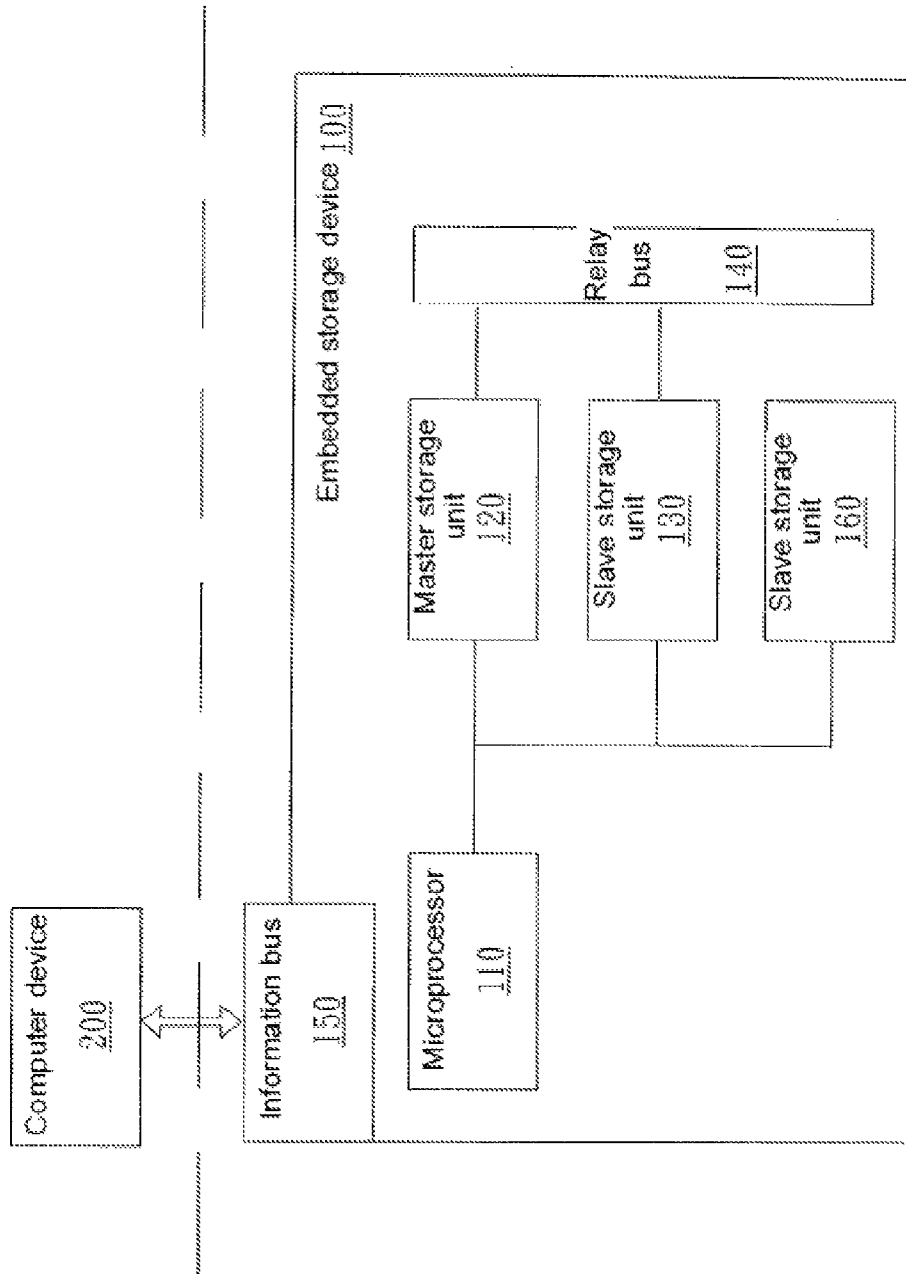 Computer device
200
Information bus
150
Embedded storage device 100
Microprocessor
110
Master storage
unit
120
Slave storage
unit
130
Slave storage
unit
160
Relay
bus
140